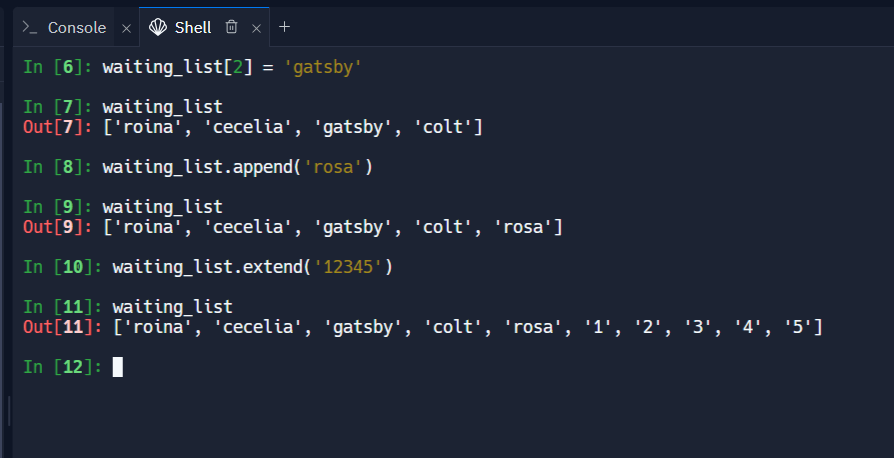 Console × Shell × +
In [6]: waiting_list[2] = 'gatsby'
In [7]: waiting_list
Out[7]: ['roina', 'cecelia', 'gatsby', 'colt']
In [8]: waiting_list.append('rosa')
In [9]: waiting_list
Out[9]: ['roina', 'cecelia', 'gatsby', 'colt', 'rosa']
In [10]: waiting_list.extend('12345')
In [11]: waiting_list
Out[11]: ['roina', 'cecelia', 'gatsby', 'colt', 'rosa', '1', '2', '3', '4', '5']
In [12]: